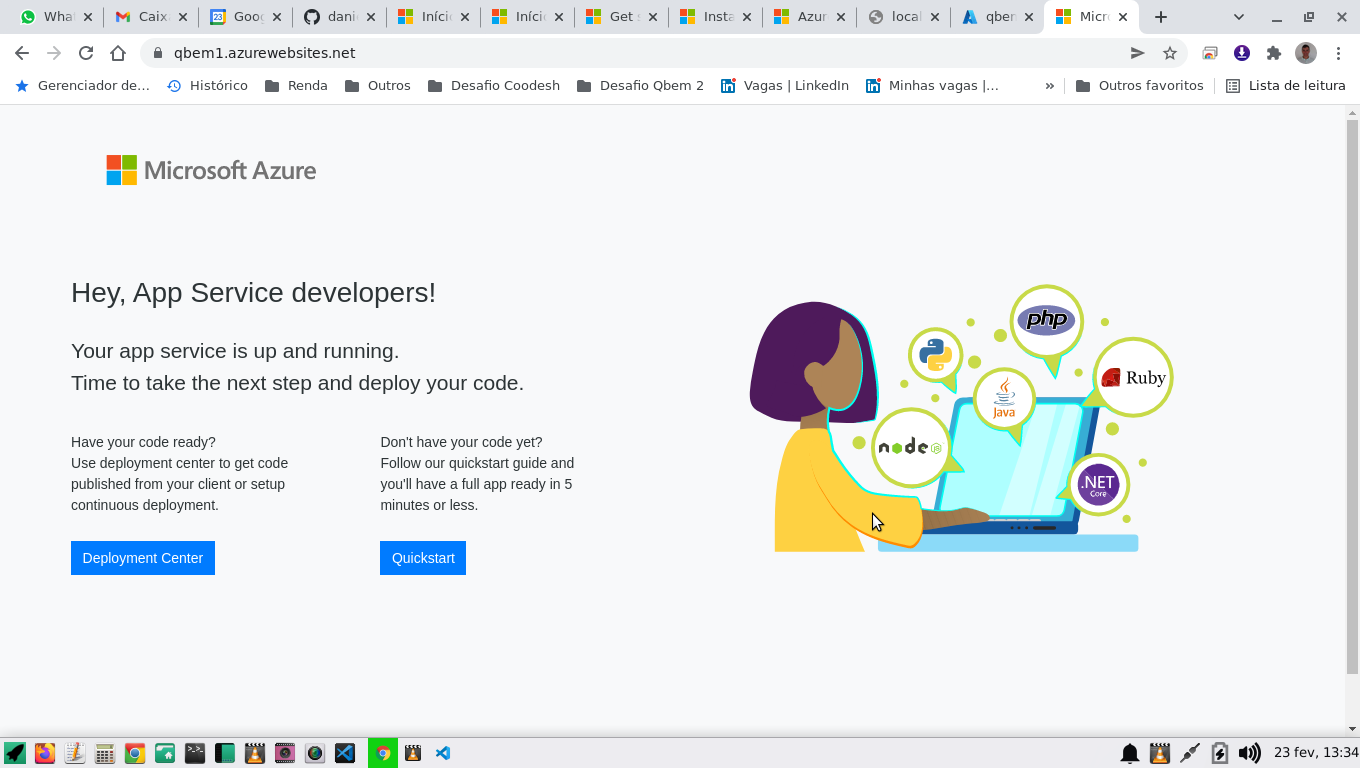 Wha
Caix
Goog
dani
Iníci
Iníci
Get s
Insta
Azur
local
qben
Micr
qbem1.azurewebsites.net
Gerenciador de...
Histórico
Renda
Outros
Desafio Coodesh
Desafio Qbem 2
Vagas | LinkedIn
Minhas vagas |...
»
Outros favoritos
Lista de leitura
Microsoft Azure
Hey, App Service developers!
Your app service is up and running.
Time to take the next step and deploy your code.
Have your code ready?
Use deployment center to get code
published from your client or setup
continuous deployment.
Deployment Center
Don't have your code yet?
Follow our quickstart guide and
you'll have a full app ready in 5
minutes or less.
Quickstart
php
Ruby
Java
node
.NET
Core
23 fev, 13:34